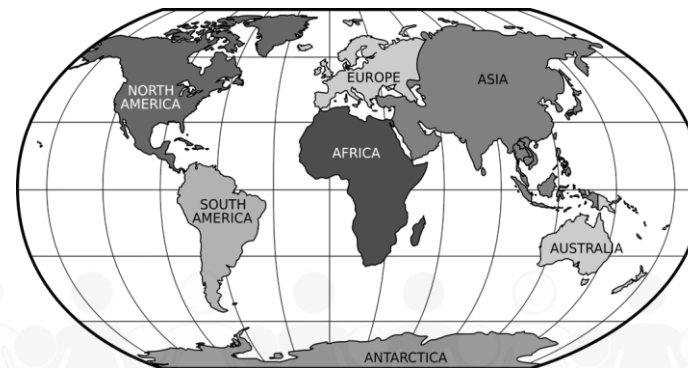 NORTH
AMERICA
EUROPE
ASIA
AFRICA
SOUTH
AMERICA
AUSTRALIA
ANTARCTICA